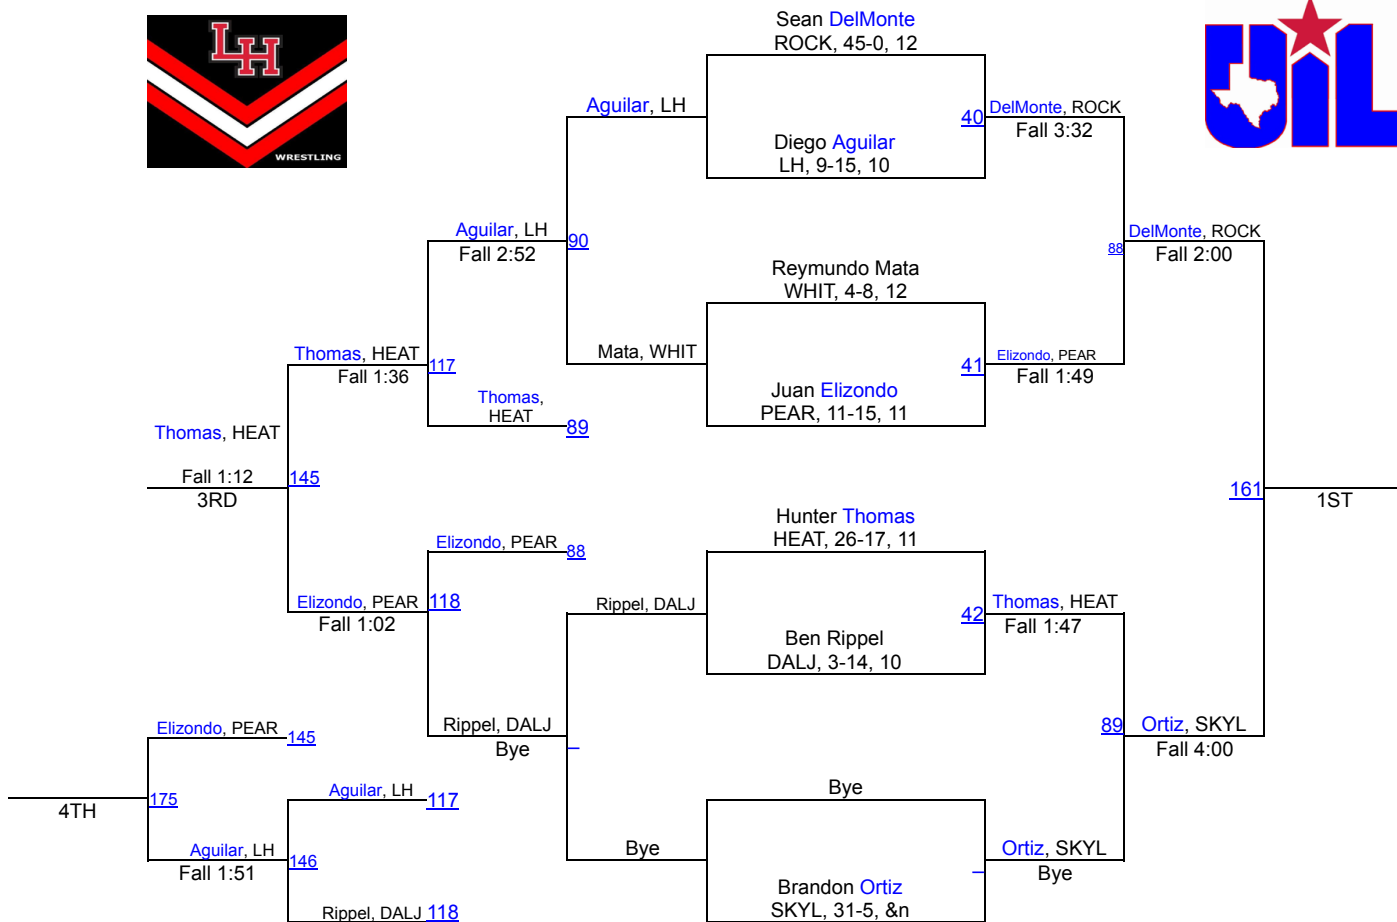 LH
WRESTLING
UIL
Sean DelMonte
ROCK, 45-0, 12
Aguilar, LH
40
DelMonte, ROCK
Fall 3:32
Diego Aguilar
LH, 9-15, 10
Aguilar, LH
Fall 2:52
90
88
DelMonte, ROCK
Fall 2:00
Reymundo Mata
WHIT, 4-8, 12
Thomas, HEAT
Fall 1:36
117
Mata, WHIT
41
Elizondo, PEAR
Fall 1:49
Juan Elizondo
PEAR, 11-15, 11
Thomas,
HEAT
89
Thomas, HEAT
Fall 1:12
3RD
145
161
1ST
Hunter Thomas
HEAT, 26-17, 11
Elizondo, PEAR
88
Elizondo, PEAR
Fall 1:02
118
Rippel, DALJ
42
Thomas, HEAT
Fall 1:47
Ben Rippel
DALJ, 3-14, 10
Rippel, DALJ
Bye
89
Ortiz, SKYL
Fall 4:00
Elizondo, PEAR
145
4TH
175
Aguilar, LH
117
Bye
Aguilar, LH
Fall 1:51
146
Bye
Ortiz, SKYL
Bye
Brandon Ortiz
SKYL, 31-5, &n
Rippel, DALJ
118